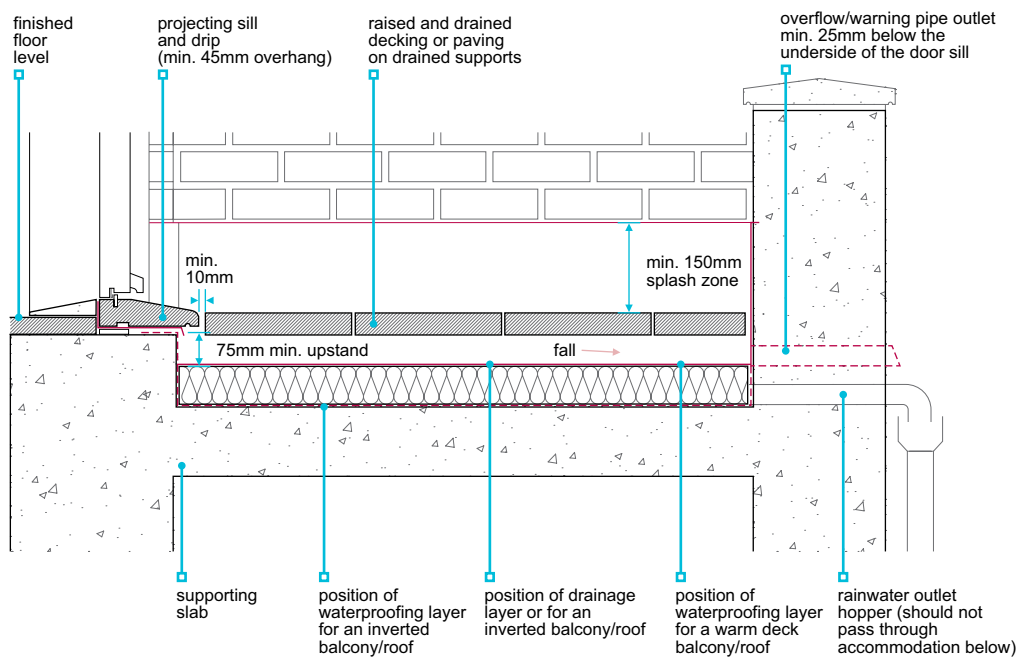 finished
floor
level
projecting sill
and drip
(min. 45mm overhang)
raised and drained
decking or paving
on drained supports
overflow/warning pipe outlet
min. 25mm below the
underside of the door sill
min.
10mm
min. 150mm
splash zone
75mm min. upstand
fall
supporting
slab
position of
waterproofing layer
for an inverted
balcony/roof
position of drainage
layer or for an
inverted balcony/roof
position of
waterproofing layer
for a warm deck
balcony/roof
rainwater outlet
hopper (should not
pass through
accommodation below)